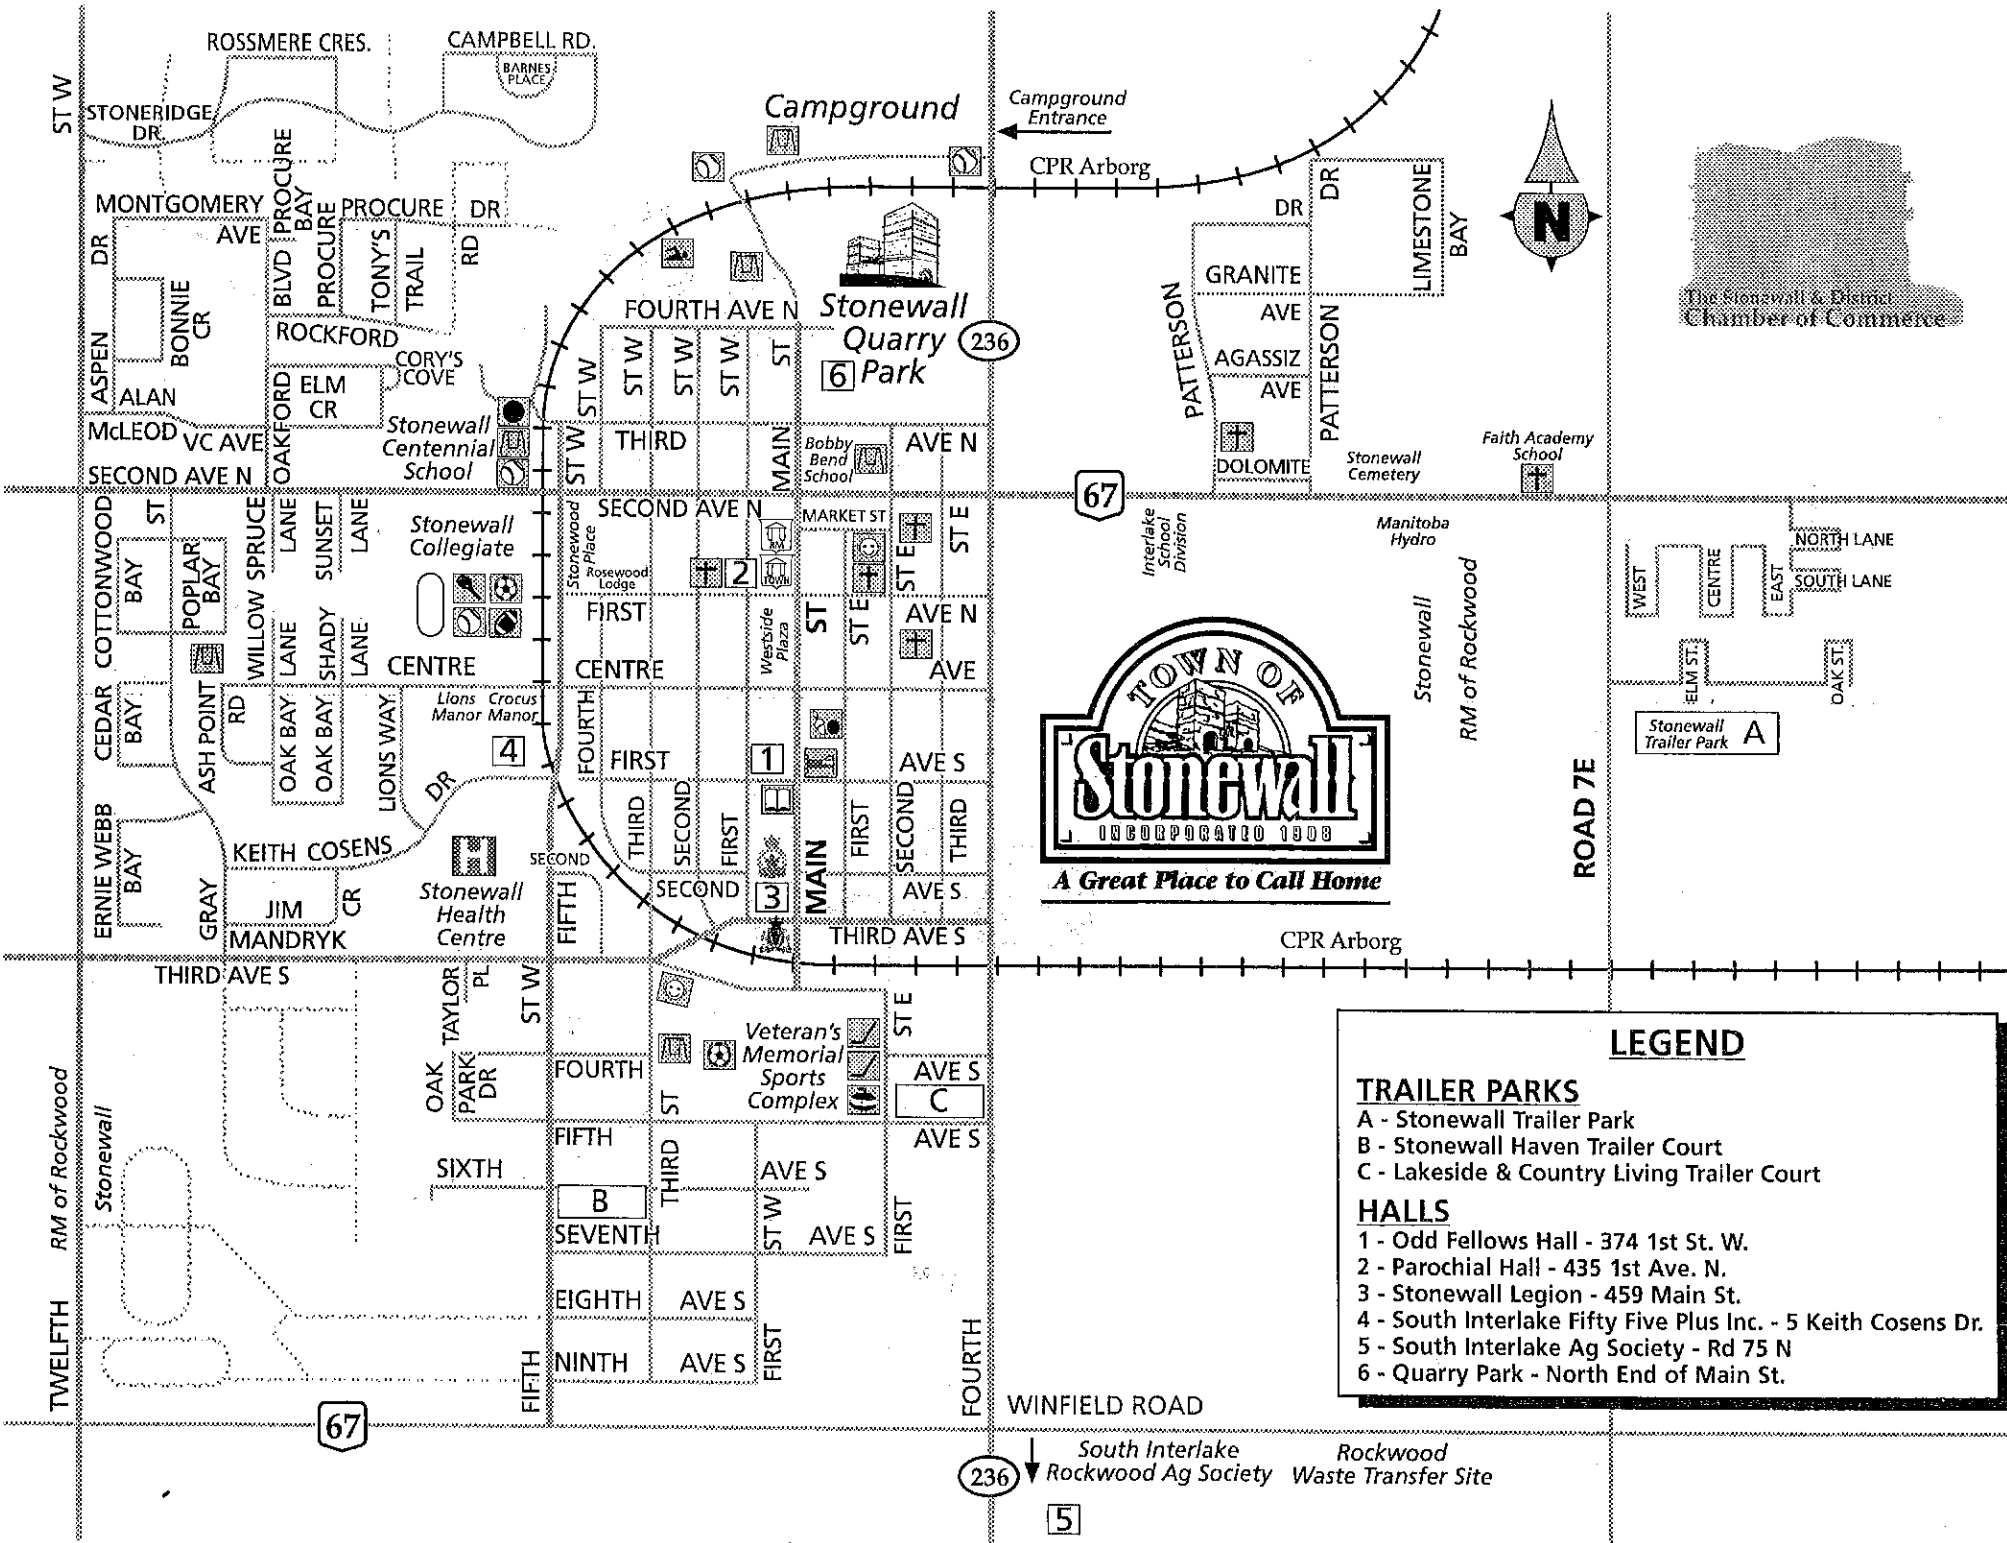 ROSSMERE CRES.
CAMPBELL RD.
BARNES
PLACE
ST W
STONERIDGE
DR
Campground
Campground
Entrance
CPR Arborg
N
The Stonewall & District
Chamber of Commerce
MONTGOMERY
AVE
PROCURE
BAY
PROCURE DR
BLVD
PROCURE
TONY'S
TRAIL
RD
DR
ASPEN
BONNIE
CR
ROCKFORD
CORY'S
COVE
ELM
CR
OAKFORD
ALAN
McLEOD
VC AVE
SECOND AVE N
Stonewall
Centennial
School
FOURTH AVE N
Stonewall
Quarry
Park
6
236
ST W
ST W
ST W
ST W
ST
ST W
THIRD
MAIN
Bobby
Bend
School
AVE N
DR
DR
LIMESTONE
BAY
GRANITE
AVE
PATTERSON
AGASSIZ
AVE
PATTERSON
DOLOMITE
Stonewall
Cemetery
Faith Academy
School
67
COTTONWOOD
ST
BAY
POPLAR
BAY
WILLOW SPRUCE
LANE
SUNSET
LANE
Stonewall
Collegiate
Stonewood
Place
SECOND AVE N
RM
MARKET ST
ST E
ST E
Rosewood
Lodge
2
TOWN
FIRST
Westside
Plaza
ST
ST E
AVE N
LANE
SHADY
LANE
CENTRE
CENTRE
AVE
Interlake
School
Division
Manitoba
Hydro
Stonewall
RM of Rockwood
WEST
CENTRE
EAST
NORTH LANE
SOUTH LANE
ELM ST.
OAK ST.
Stonewall
Trailer Park A
TOWN OF
Stonewall
INCORPORATED 1908
A Great Place to Call Home
CEDAR
BAY
ASH POINT
RD
OAK BAY
OAK BAY
LIONS WAY
Lions
Manor
Crocus
Manor
4
FOURTH
FIRST
1
AVE S
DR
KEITH COSENS
ERNIE WEBB
BAY
GRAY
JIM
CR
MANDRYK
H
Stonewall
Health
Centre
SECOND
FIFTH
THIRD
SECOND
FIRST
SECOND
3
MAIN
FIRST
SECOND
THIRD
AVE S
THIRD AVE S
CPR Arborg
ROAD 7E
THIRD AVE S
TAYLOR
PL
ST W
OAK
PARK
DR
FOURTH
ST
Veteran's
Memorial
Sports
Complex
ST E
AVE S
C
FIFTH
AVE S
SIXTH
THIRD
AVE S
B
SEVENTH
ST W
AVE S
FIRST
EIGHTH
AVE S
NINTH
AVE S
FIRST
FIFTH
FOURTH
RM of Rockwood
Stonewall
TWELFTH
67
WINFIELD ROAD
236
South Interlake
Rockwood Ag Society
Rockwood
Waste Transfer Site
5
LEGEND
TRAILER PARKS
A - Stonewall Trailer Park
B - Stonewall Haven Trailer Court
C - Lakeside & Country Living Trailer Court
HALLS
1 - Odd Fellows Hall - 374 1st St. W.
2 - Parochial Hall - 435 1st Ave. N.
3 - Stonewall Legion - 459 Main St.
4 - South Interlake Fifty Five Plus Inc. - 5 Keith Cosens Dr.
5 - South Interlake Ag Society - Rd 75 N
6 - Quarry Park - North End of Main St.